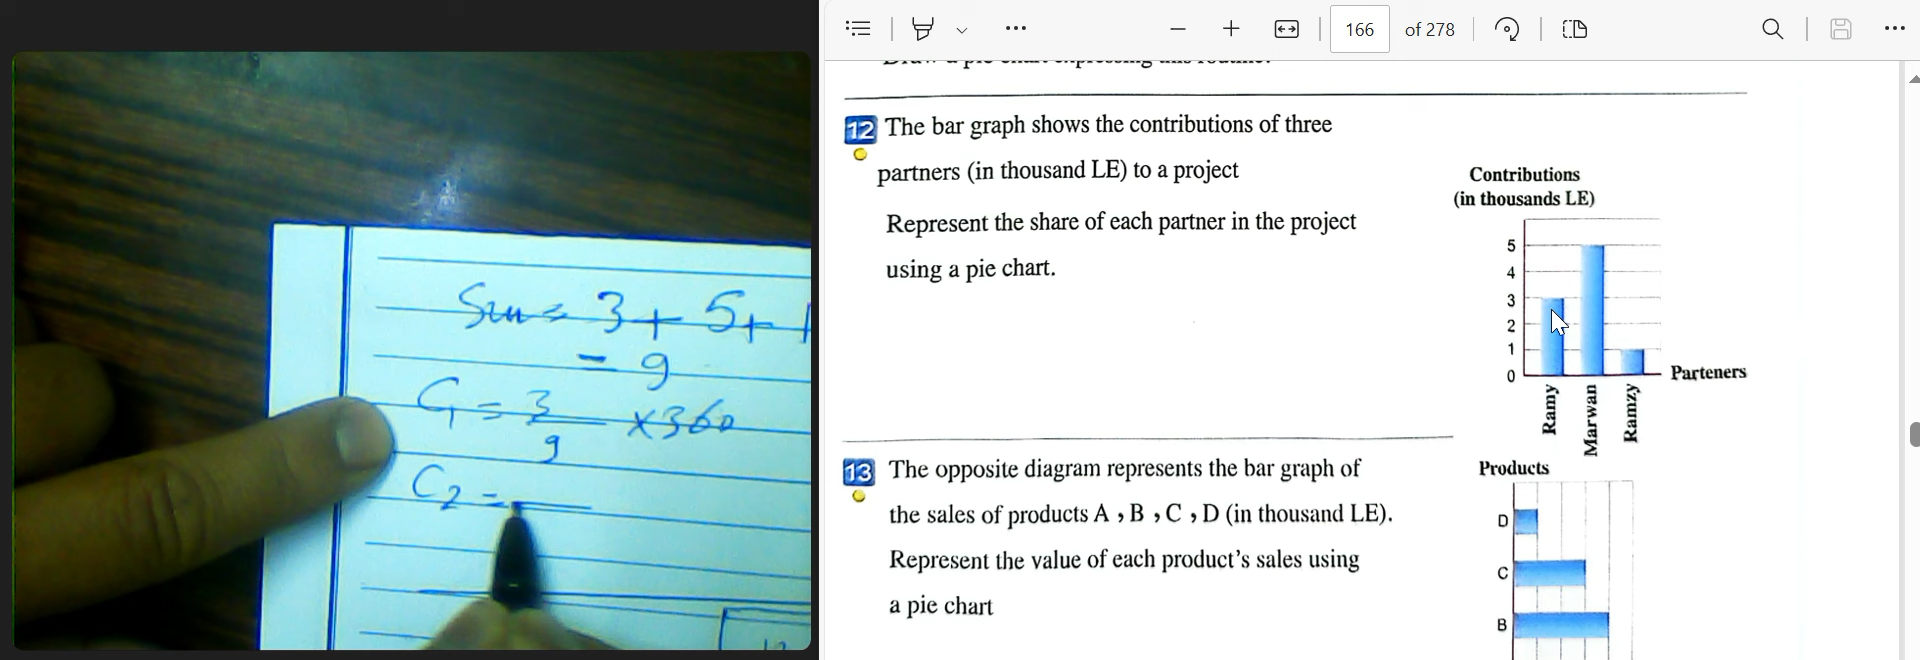 Sum = 3 + 5 + 1
= 9
C1 = 3/9 × 360
C2 =
166 of 278
12 The bar graph shows the contributions of three
partners (in thousand LE) to a project
Represent the share of each partner in the project
using a pie chart.
Contributions
(in thousands LE)
5
4
3
2
1
0
Parteners
Ramy
Marwan
Ramzy
13 The opposite diagram represents the bar graph of
the sales of products A , B , C , D (in thousand LE).
Represent the value of each product's sales using
a pie chart
Products
D
C
B